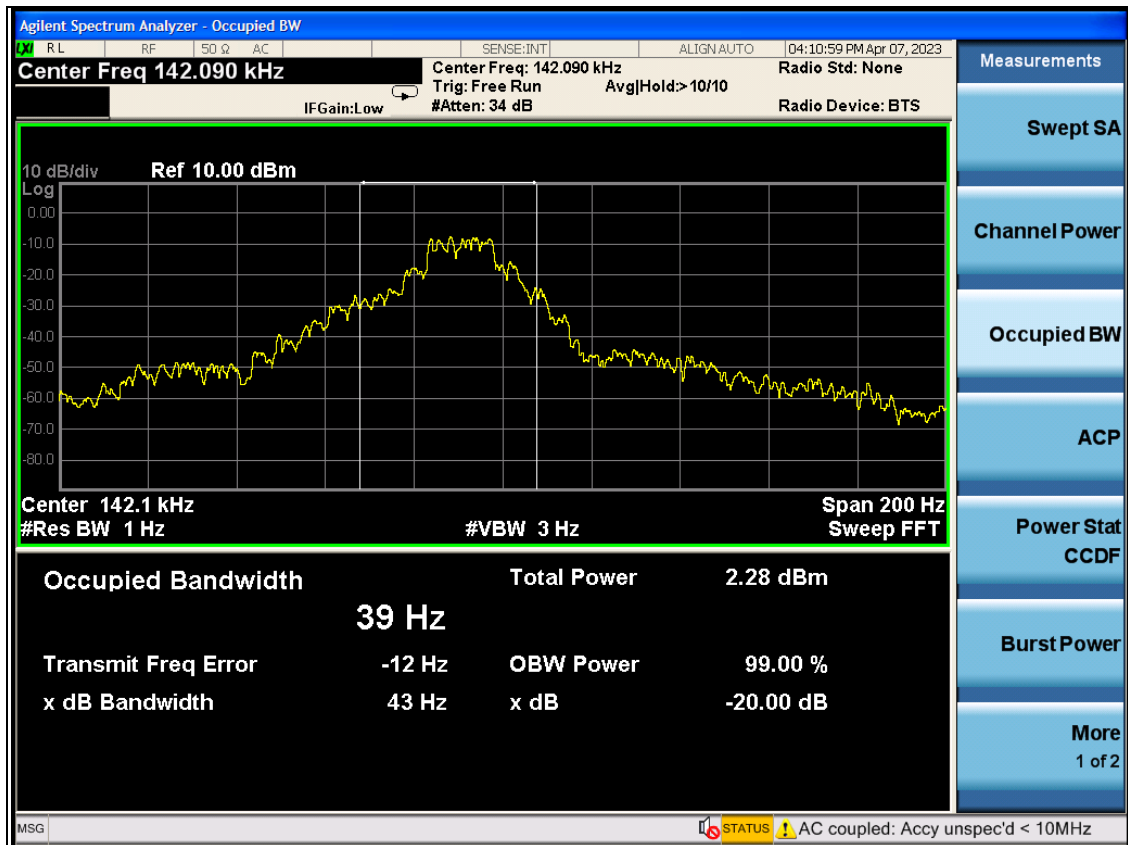 Agilent Spectrum Analyzer - Occupied BW
LXI RL RF 50 Ω AC SENSE:INT ALIGN AUTO 04:10:59 PM Apr 07, 2023
Center Freq 142.090 kHz
Center Freq: 142.090 kHz
Radio Std: None
Trig: Free Run Avg|Hold:>10/10
IFGain:Low #Atten: 34 dB Radio Device: BTS
10 dB/div Ref 10.00 dBm
Log
0.00
-10.0
-20.0
-30.0
-40.0
-50.0
-60.0
-70.0
-80.0
Center 142.1 kHz Span 200 Hz
#Res BW 1 Hz #VBW 3 Hz Sweep FFT
Occupied Bandwidth Total Power 2.28 dBm
39 Hz
Transmit Freq Error -12 Hz OBW Power 99.00 %
x dB Bandwidth 43 Hz x dB -20.00 dB
Measurements
Swept SA
Channel Power
Occupied BW
ACP
Power Stat
CCDF
Burst Power
More
1 of 2
MSG STATUS AC coupled: Accy unspec'd < 10MHz